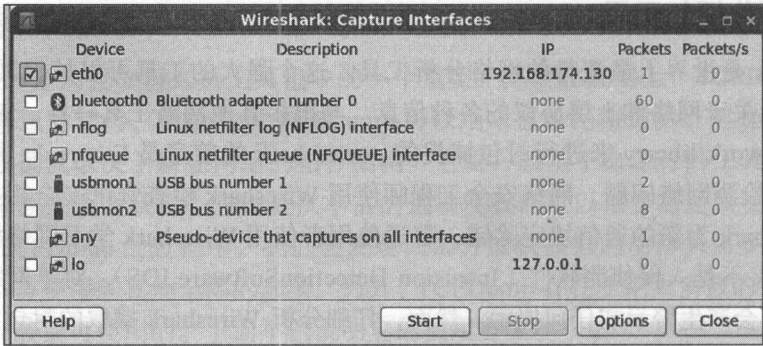 Wireshark: Capture Interfaces
Device Description IP Packets Packets/s
eth0 192.168.174.130 1 0
bluetooth0 Bluetooth adapter number 0 none 60 0
nflog Linux netfilter log (NFLOG) interface none 0 0
nfqueue Linux netfilter queue (NFQUEUE) interface none 0 0
usbmon1 USB bus number 1 none 2 0
usbmon2 USB bus number 2 none 8 0
any Pseudo-device that captures on all interfaces none 1 0
lo 127.0.0.1 0 0
Help Start Stop Options Close